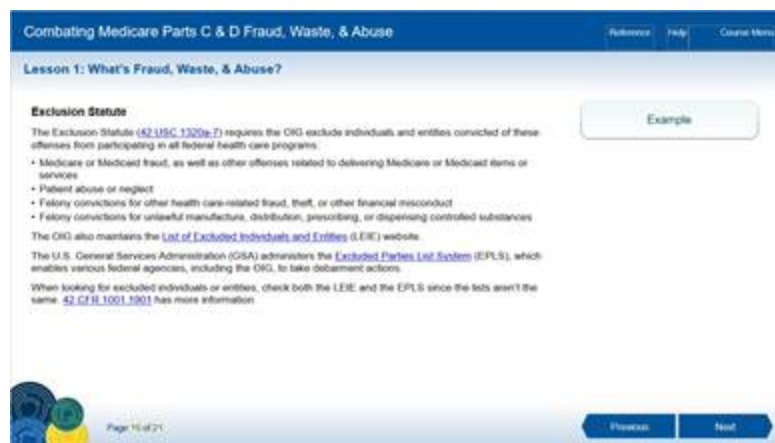 Combating Medicare Parts C & D Fraud, Waste, & Abuse
Reference Help Course Menu
Lesson 1: What's Fraud, Waste, & Abuse?
Exclusion Statute
Example
The Exclusion Statute (42 USC 1320a-7) requires the OIG exclude individuals and entities convicted of these
offenses from participating in all federal health care programs:
• Medicare or Medicaid fraud, as well as other offenses related to delivering Medicare or Medicaid items or
services
• Patient abuse or neglect
• Felony convictions for other health care-related fraud, theft, or other financial misconduct
• Felony convictions for unlawful manufacture, distribution, prescribing, or dispensing controlled substances
The OIG also maintains the List of Excluded Individuals and Entities (LEIE) website.
The U.S. General Services Administration (GSA) administers the Excluded Parties List System (EPLS), which
enables various federal agencies, including the OIG, to take debarment actions.
When looking for excluded individuals or entities, check both the LEIE and the EPLS since the lists aren't the
same. 42 CFR 1001.1901 has more information.
Page of 21
Previous Next